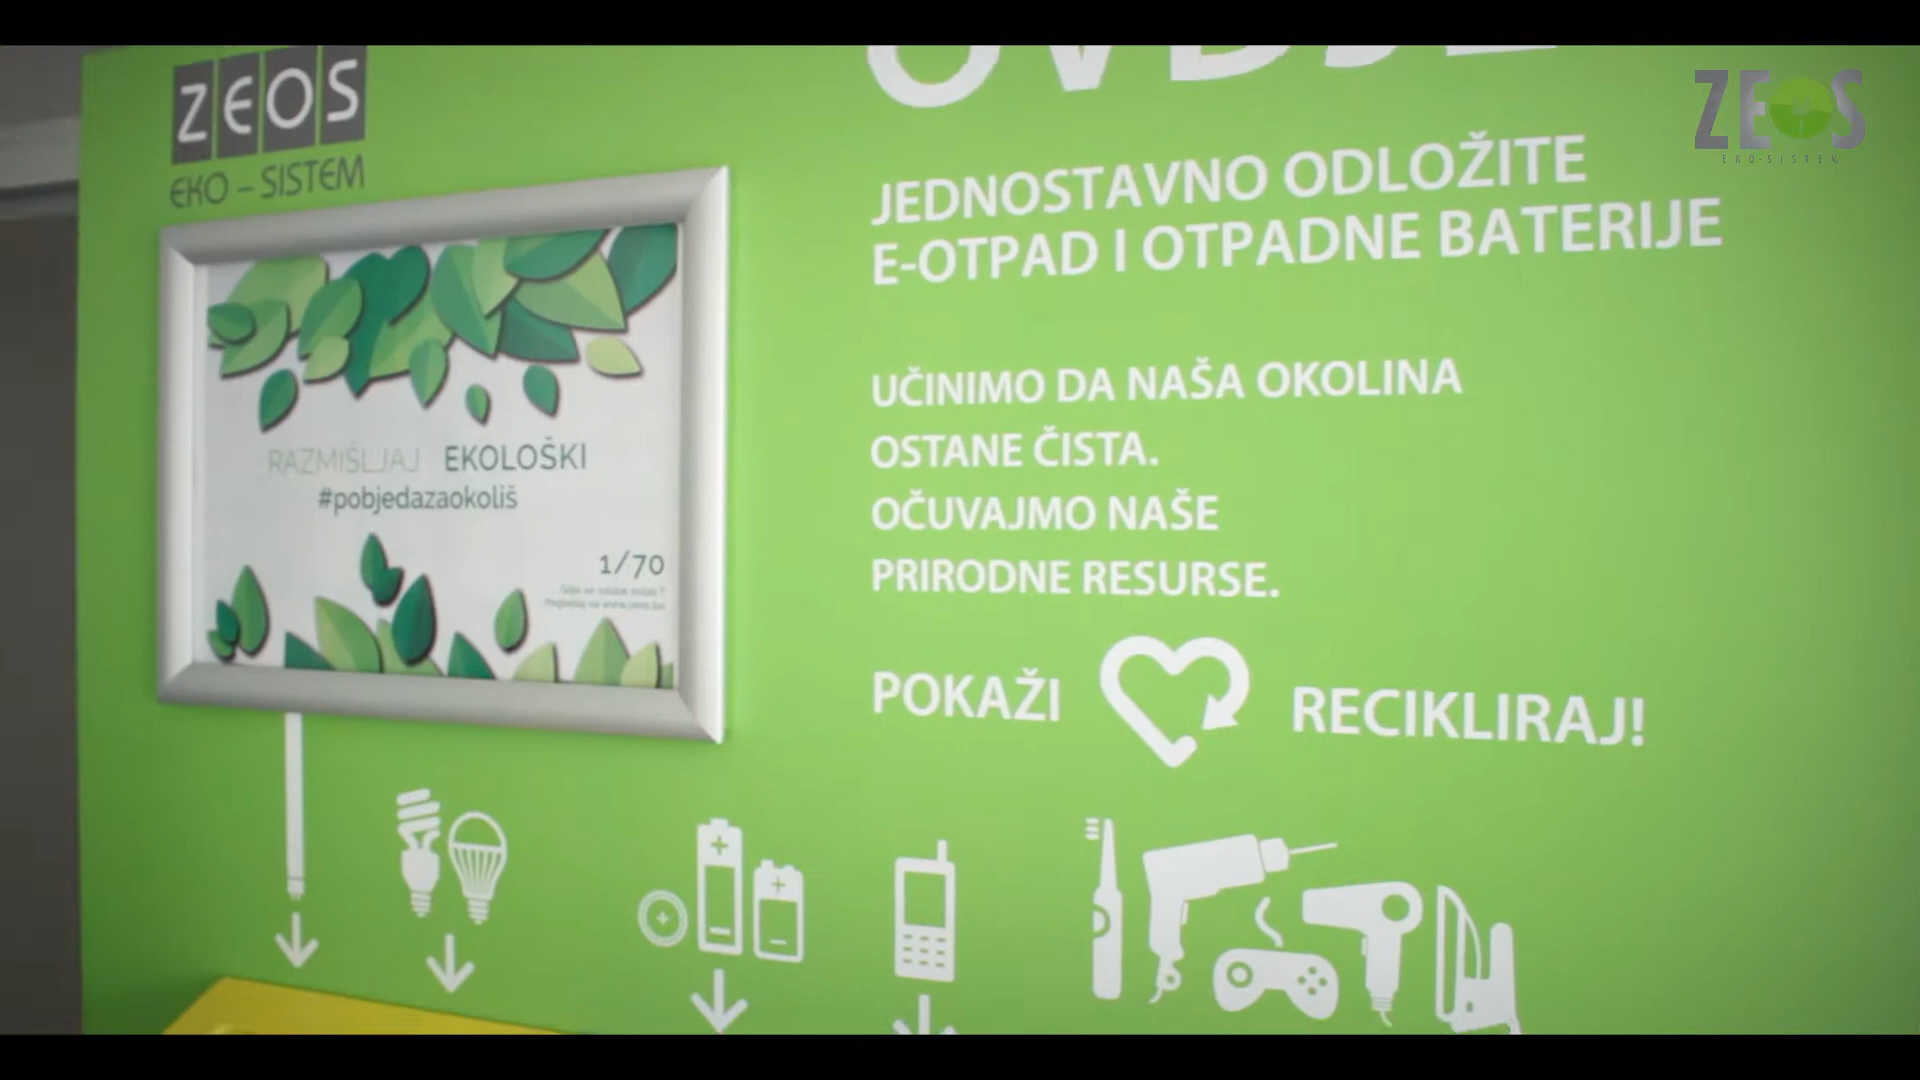 ZEOS
EKO – SISTEM
OVDJE
JEDNOSTAVNO ODLOŽITE
E-OTPAD I OTPADNE BATERIJE
UČINIMO DA NAŠA OKOLINA
OSTANE ČISTA.
OČUVAJMO NAŠE
PRIRODNE RESURSE.
POKAŽI RECIKLIRAJ!
RAZMIŠLJAJ EKOLOŠKI
#pobjedazaokoliš
1/70
ZEOS
EKO-SISTEM